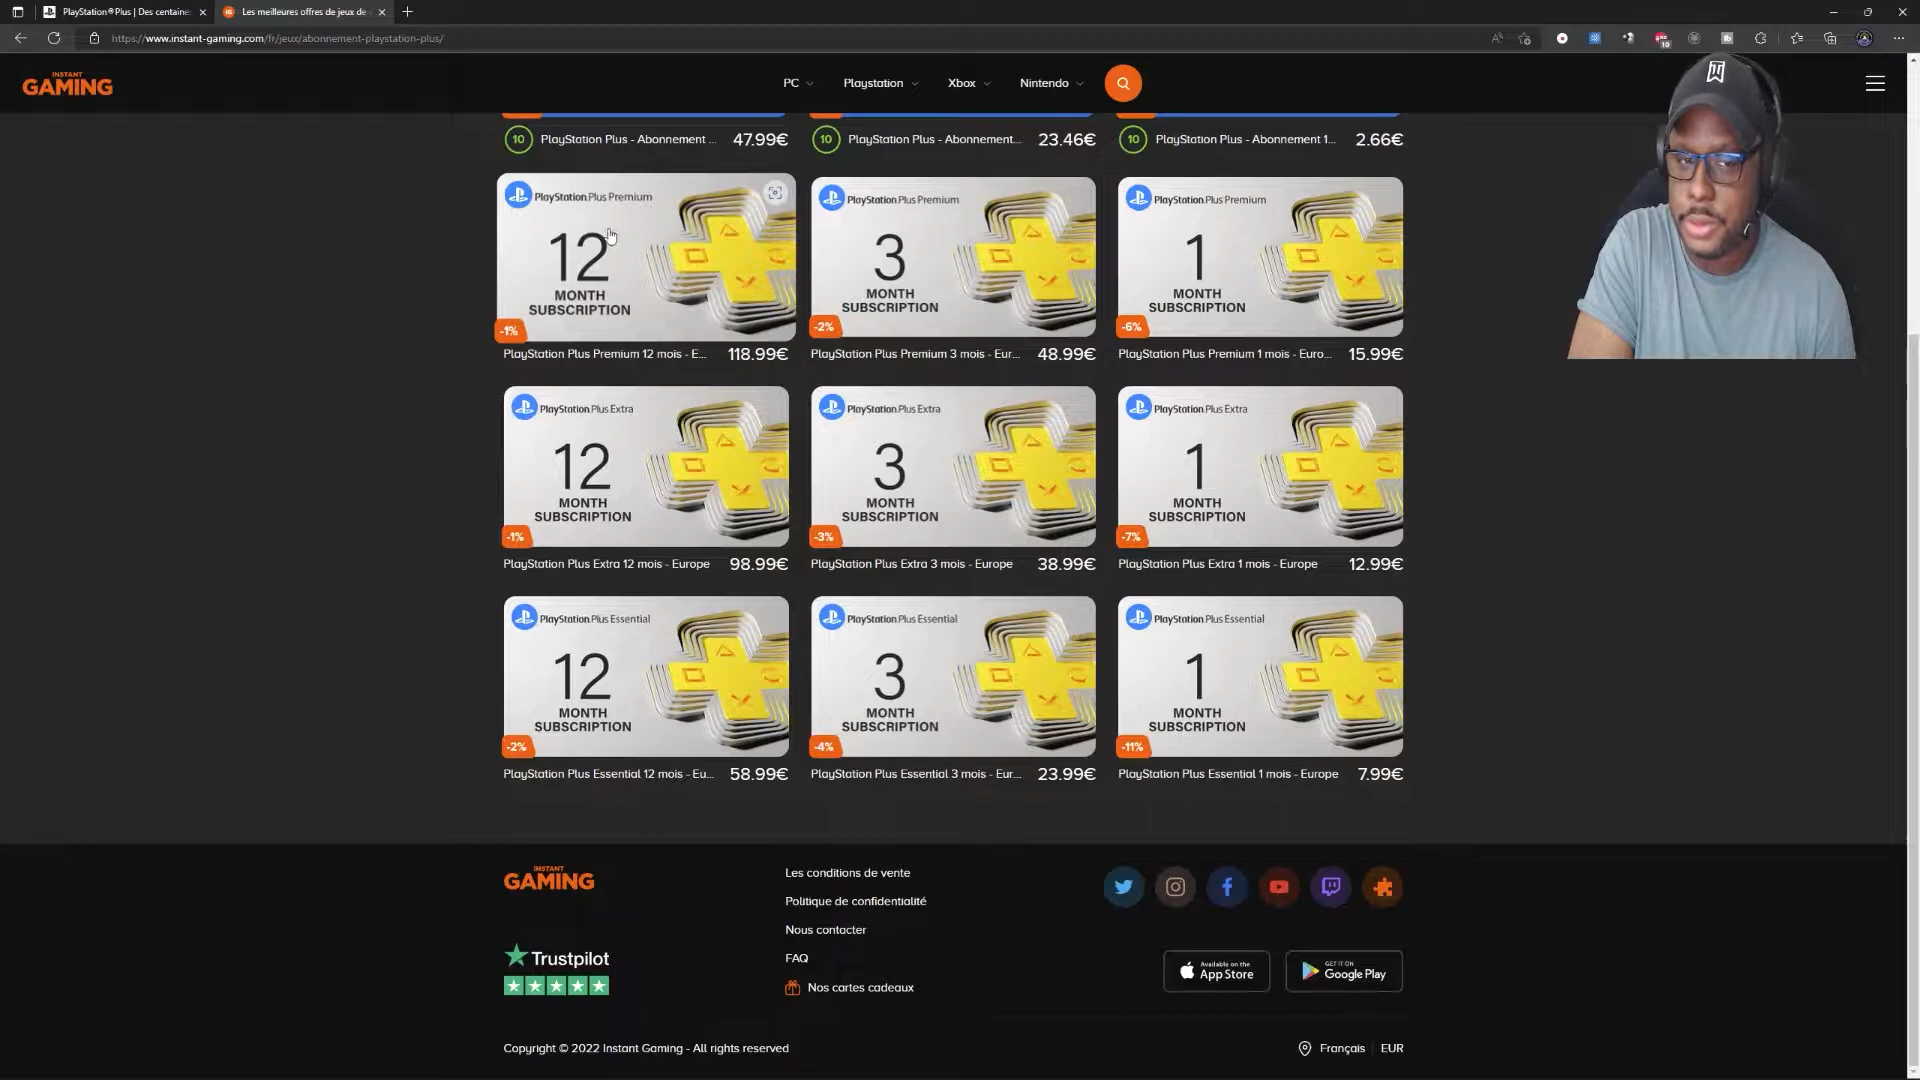 PlayStation®Plus | Des centaine
Les meilleures offres de jeux de
https://www.instant-gaming.com/fr/jeux/abonnement-playstation-plus/
INSTANT GAMING
PC
Playstation
Xbox
Nintendo
10 PlayStation Plus - Abonnement ... 47.99€
10 PlayStation Plus - Abonnement... 23.46€
10 PlayStation Plus - Abonnement 1... 2.66€
PlayStation.Plus Premium
12
MONTH
SUBSCRIPTION
-1%
PlayStation Plus Premium 12 mois - E... 118.99€
PlayStation.Plus Premium
3
MONTH
SUBSCRIPTION
-2%
PlayStation Plus Premium 3 mois - Eur... 48.99€
PlayStation.Plus Premium
1
MONTH
SUBSCRIPTION
-6%
PlayStation Plus Premium 1 mois - Euro... 15.99€
PlayStation.Plus Extra
12
MONTH
SUBSCRIPTION
-1%
PlayStation Plus Extra 12 mois - Europe 98.99€
PlayStation.Plus Extra
3
MONTH
SUBSCRIPTION
-3%
PlayStation Plus Extra 3 mois - Europe 38.99€
PlayStation.Plus Extra
1
MONTH
SUBSCRIPTION
-7%
PlayStation Plus Extra 1 mois - Europe 12.99€
PlayStation.Plus Essential
12
MONTH
SUBSCRIPTION
-2%
PlayStation Plus Essential 12 mois - Eu... 58.99€
PlayStation.Plus Essential
3
MONTH
SUBSCRIPTION
-4%
PlayStation Plus Essential 3 mois - Eur... 23.99€
PlayStation.Plus Essential
1
MONTH
SUBSCRIPTION
-11%
PlayStation Plus Essential 1 mois - Europe 7.99€
INSTANT GAMING
Trustpilot
Les conditions de vente
Politique de confidentialité
Nous contacter
FAQ
Nos cartes cadeaux
Available on the
App Store
GET IT ON
Google Play
Copyright © 2022 Instant Gaming - All rights reserved
Français
EUR